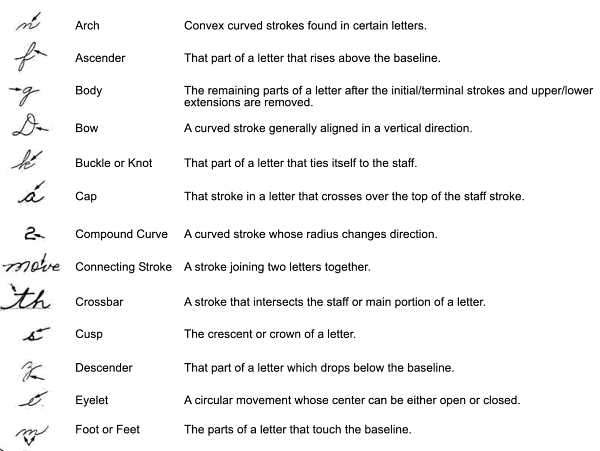 n Arch Convex curved strokes found in certain letters.
f Ascender That part of a letter that rises above the baseline.
g Body The remaining parts of a letter after the initial/terminal strokes and upper/lower
extensions are removed.
D Bow A curved stroke generally aligned in a vertical direction.
k Buckle or Knot That part of a letter that ties itself to the staff.
a Cap That stroke in a letter that crosses over the top of the staff stroke.
2 Compound Curve A curved stroke whose radius changes direction.
move Connecting Stroke A stroke joining two letters together.
th Crossbar A stroke that intersects the staff or main portion of a letter.
s Cusp The crescent or crown of a letter.
z Descender That part of a letter which drops below the baseline.
e Eyelet A circular movement whose center can be either open or closed.
m Foot or Feet The parts of a letter that touch the baseline.